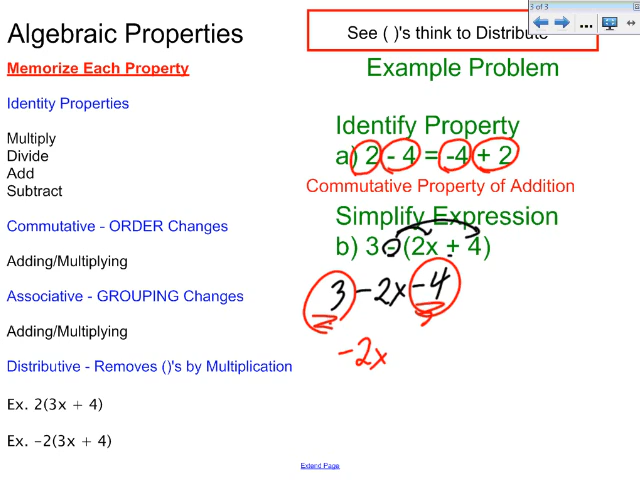 3 of 3
Algebraic Properties
See ( )'s think to Distribute
Memorize Each Property
Example Problem
Identity Properties
Multiply
Divide
Add
Subtract
Identify Property
a) 2 - 4 = -4 + 2
Commutative Property of Addition
Commutative - ORDER Changes
Adding/Multiplying
Simplify Expression
b) 3 - (2x + 4)
Associative - GROUPING Changes
Adding/Multiplying
3 - 2x - 4
-2x
Distributive - Removes ()'s by Multiplication
Ex. 2(3x + 4)
Ex. -2(3x + 4)
Extend Page